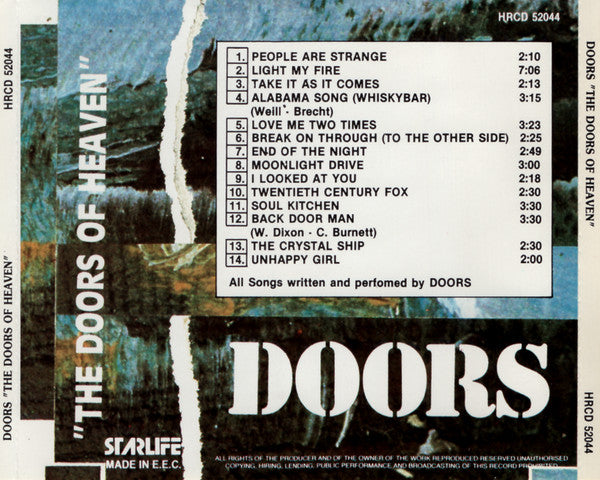 HRCD 52044
DOORS "THE DOORS OF HEAVEN"
"THE DOORS OF HEAVEN"
HRCD 52044
1. PEOPLE ARE STRANGE 2:10
2. LIGHT MY FIRE 7:06
3. TAKE IT AS IT COMES 2:13
4. ALABAMA SONG (WHISKYBAR) 3:15
(Weill - Brecht)
5. LOVE ME TWO TIMES 3:23
6. BREAK ON THROUGH (TO THE OTHER SIDE) 2:25
7. END OF THE NIGHT 2:49
8. MOONLIGHT DRIVE 3:00
9. I LOOKED AT YOU 2:18
10. TWENTIETH CENTURY FOX 2:30
11. SOUL KITCHEN 3:30
12. BACK DOOR MAN 3:30
(W. Dixon - C. Burnett)
13. THE CRYSTAL SHIP 2:30
14. UNHAPPY GIRL 2:00
All Songs written and perfomed by DOORS
DOORS
STARLIFE
MADE IN E.E.C.
ALL RIGHTS OF THE PRODUCER AND OF THE OWNER OF THE WORK REPRODUCED RESERVED UNAUTHORISED
COPYING, HIRING, LENDING, PUBLIC PERFORMANCE AND BROADCASTING OF THIS RECORD PROHIBITED
DOORS "THE DOORS OF HEAVEN"
HRCD 52044